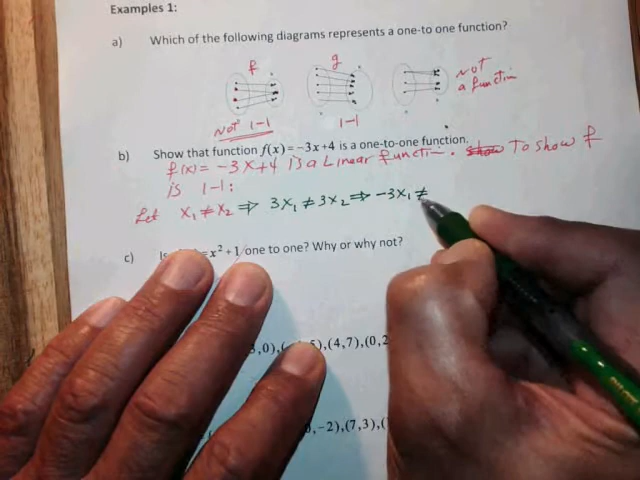 Examples 1:
a) Which of the following diagrams represents a one-to one function?
f g
Not 1-1 1-1 Not a function
b) Show that function f(x) = -3x+4 is a one-to-one function.
f(x) = -3x+4 is a Linear function. To show f
is 1-1:
Let x₁ ≠ x₂ ⇒ 3x₁ ≠ 3x₂ ⇒ -3x₁ ≠
c) = x² + 1 one to one? Why or why not?
,0),( ),(4,7),(0,2
,-2),(7,3),(